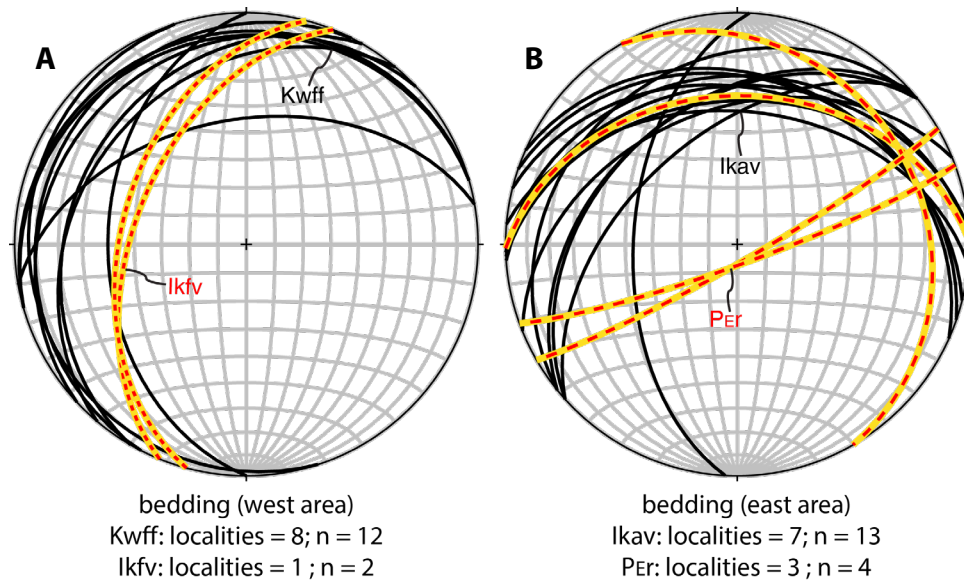 A
B
Kwff
Ikav
Ikfv
PEr
bedding (west area)
Kwff: localities = 8; n = 12
Ikfv: localities = 1 ; n = 2
bedding (east area)
Ikav: localities = 7; n = 13
PEr: localities = 3 ; n = 4